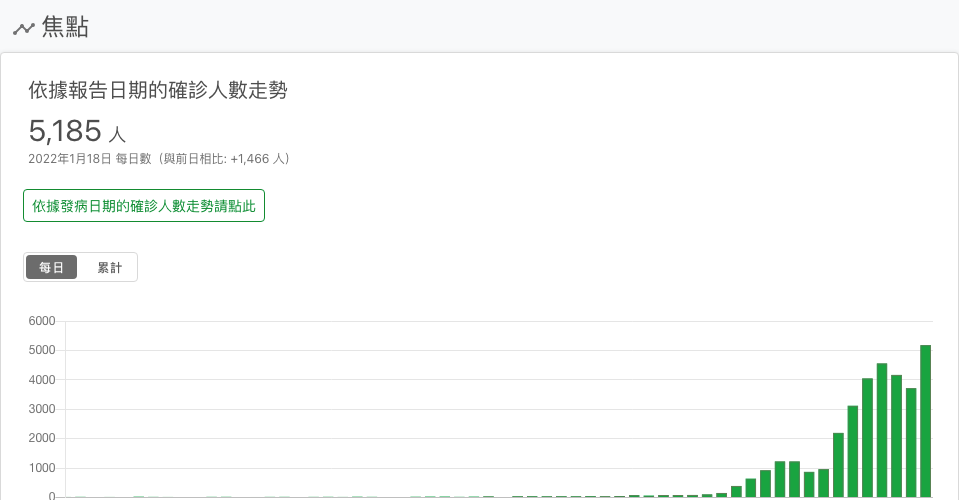 焦點
依據報告日期的確診人數走勢
5,185 人
2022年1月18日 每日數（與前日相比: +1,466 人）
依據發病日期的確診人數走勢請點此
每日 累計
6000
5000
4000
3000
2000
1000
0